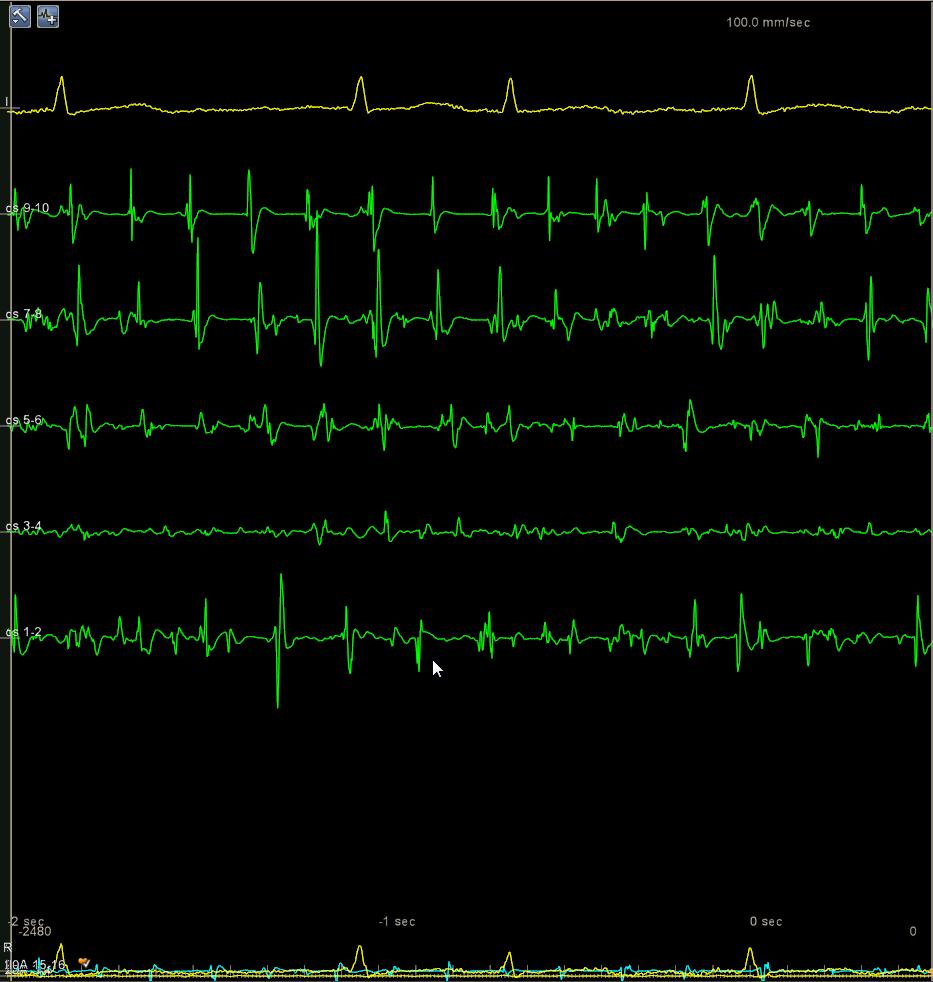 100.0 mm/sec
I
cs 9-10
cs 7-8
cs 5-6
cs 3-4
cs 1-2
-2 sec
-1 sec
0 sec
-2480
0
R
15,16